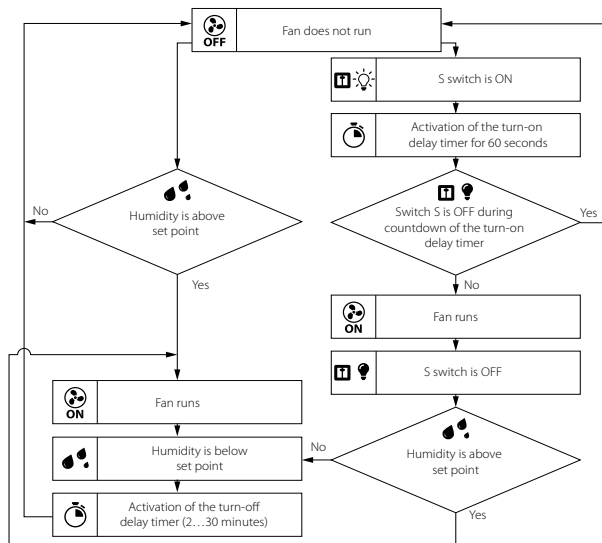 OFF
Fan does not run
S switch is ON
Activation of the turn-on
delay timer for 60 seconds
No
Humidity is above
set point
Switch S is OFF during
countdown of the turn-on
delay timer
Yes
Yes
No
ON
Fan runs
S switch is OFF
ON
Fan runs
Humidity is below
set point
No
Humidity is above
set point
Activation of the turn-off
delay timer (2...30 minutes)
Yes